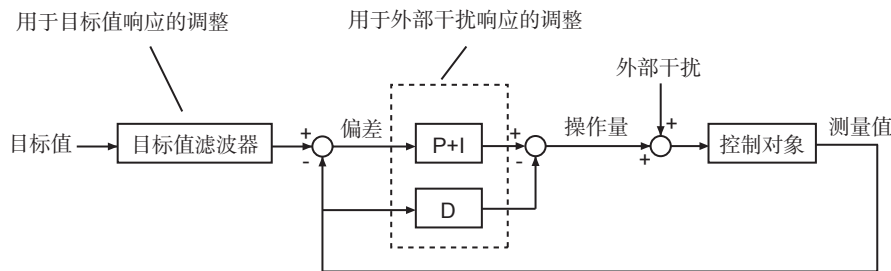 用于目标值响应的调整
用于外部干扰响应的调整
外部干扰
目标值
目标值滤波器
+
-
偏差
P+I
D
+
-
操作量
+
+
控制对象
测量值